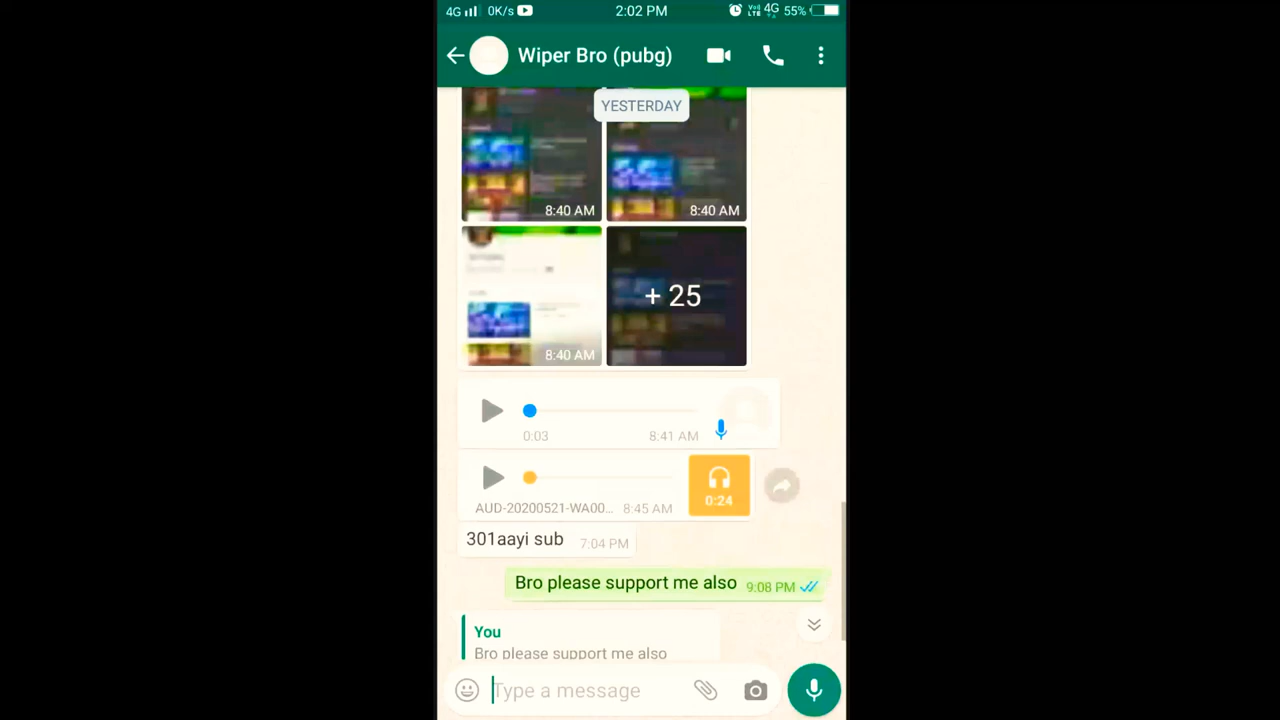 4G 0K/s 2:02 PM VoI LTE 4G 55%
Wiper Bro (pubg)
YESTERDAY
8:40 AM 8:40 AM
8:40 AM + 25
0:03 8:41 AM
0:24
AUD-20200521-WA00... 8:45 AM
301aayi sub 7:04 PM
Bro please support me also 9:08 PM
You
Bro please support me also
Type a message